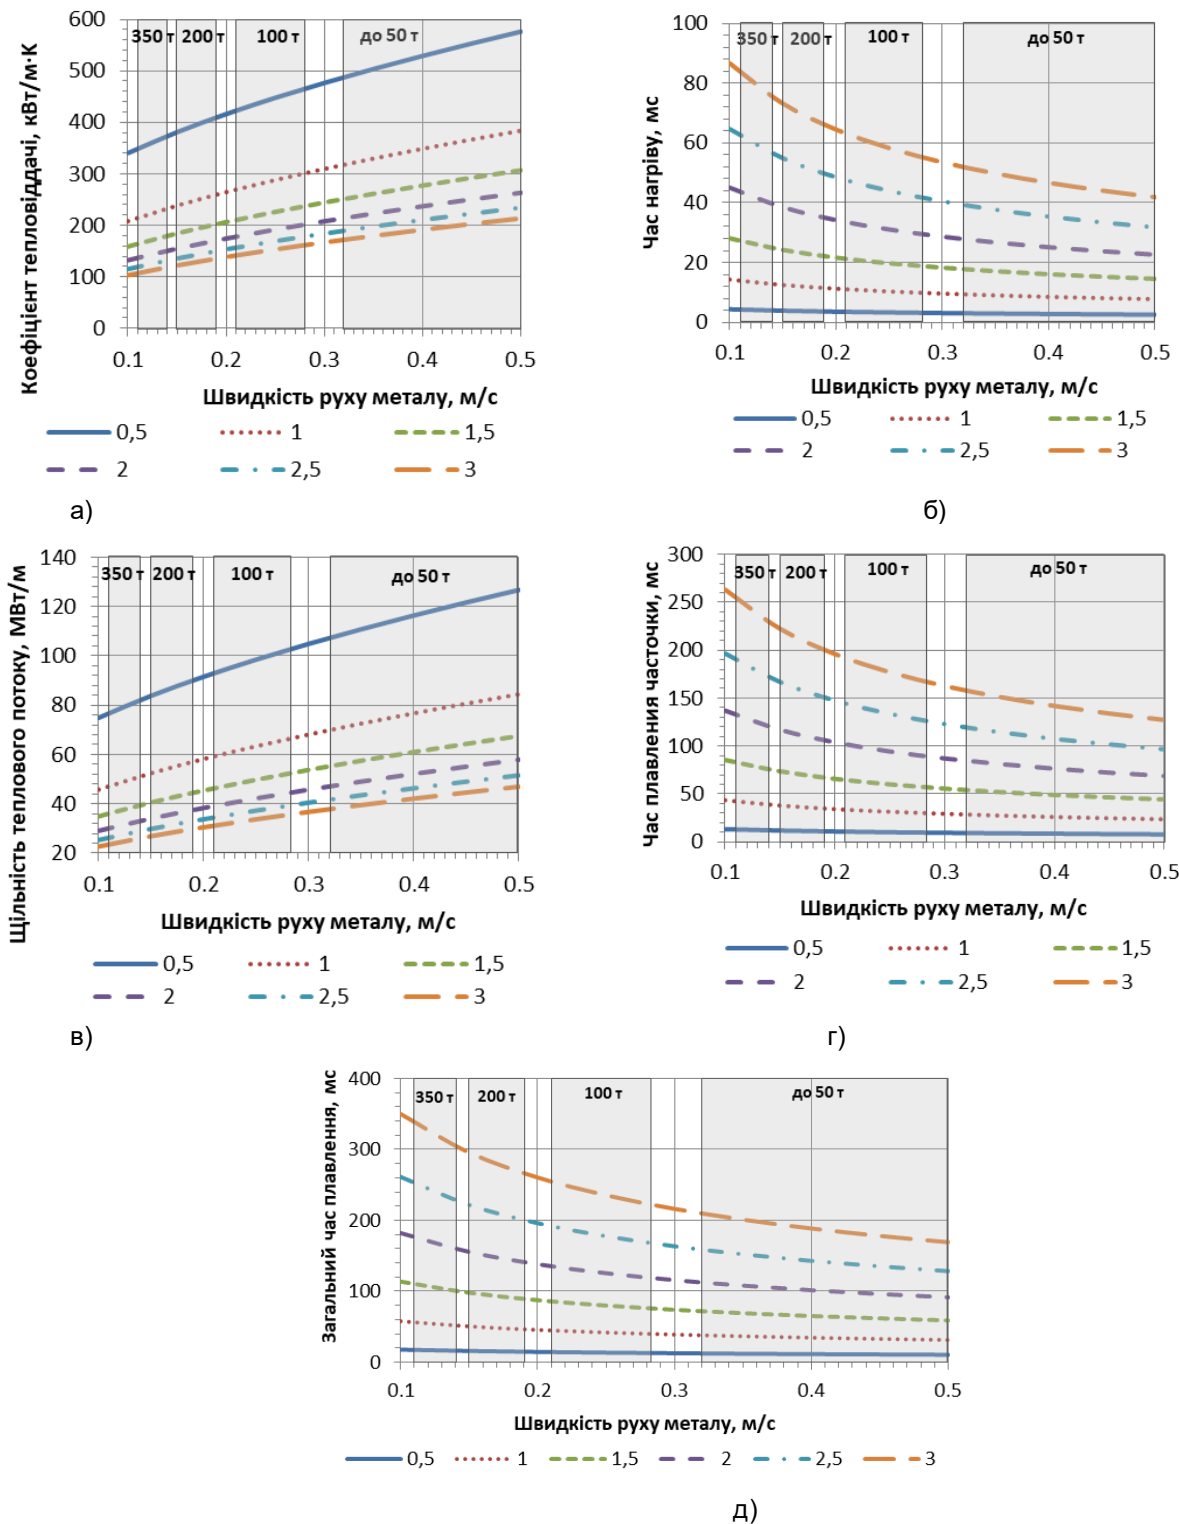 Коефіцієнт тепловіддачі, кВт/м·К
600
500
400
300
200
100
0
350 т 200 т 100 т до 50 т
0.1 0.2 0.3 0.4 0.5
Швидкість руху металу, м/с
0,5 1 1,5
2 2,5 3
а)
Час нагріву, мс
100
80
60
40
20
0
350 т 200 т 100 т до 50 т
0.1 0.2 0.3 0.4 0.5
Швидкість руху металу, м/с
0,5 1 1,5
2 2,5 3
б)
Щільність теплового потоку, МВт/м
140
120
100
80
60
40
20
350 т 200 т 100 т до 50 т
0.1 0.2 0.3 0.4 0.5
Швидкість руху металу, м/с
0,5 1 1,5
2 2,5 3
в)
Час плавления часточки, мс
300
250
200
150
100
50
0
350 т 200 т 100 т до 50 т
0.1 0.2 0.3 0.4 0.5
Швидкість руху металу, м/с
0,5 1 1,5
2 2,5 3
г)
Загальний час плавлення, мс
400
300
200
100
0
350 т 200 т 100 т до 50 т
0.1 0.2 0.3 0.4 0.5
Швидкість руху металу, м/с
0,5 1 1,5 2 2,5 3
д)